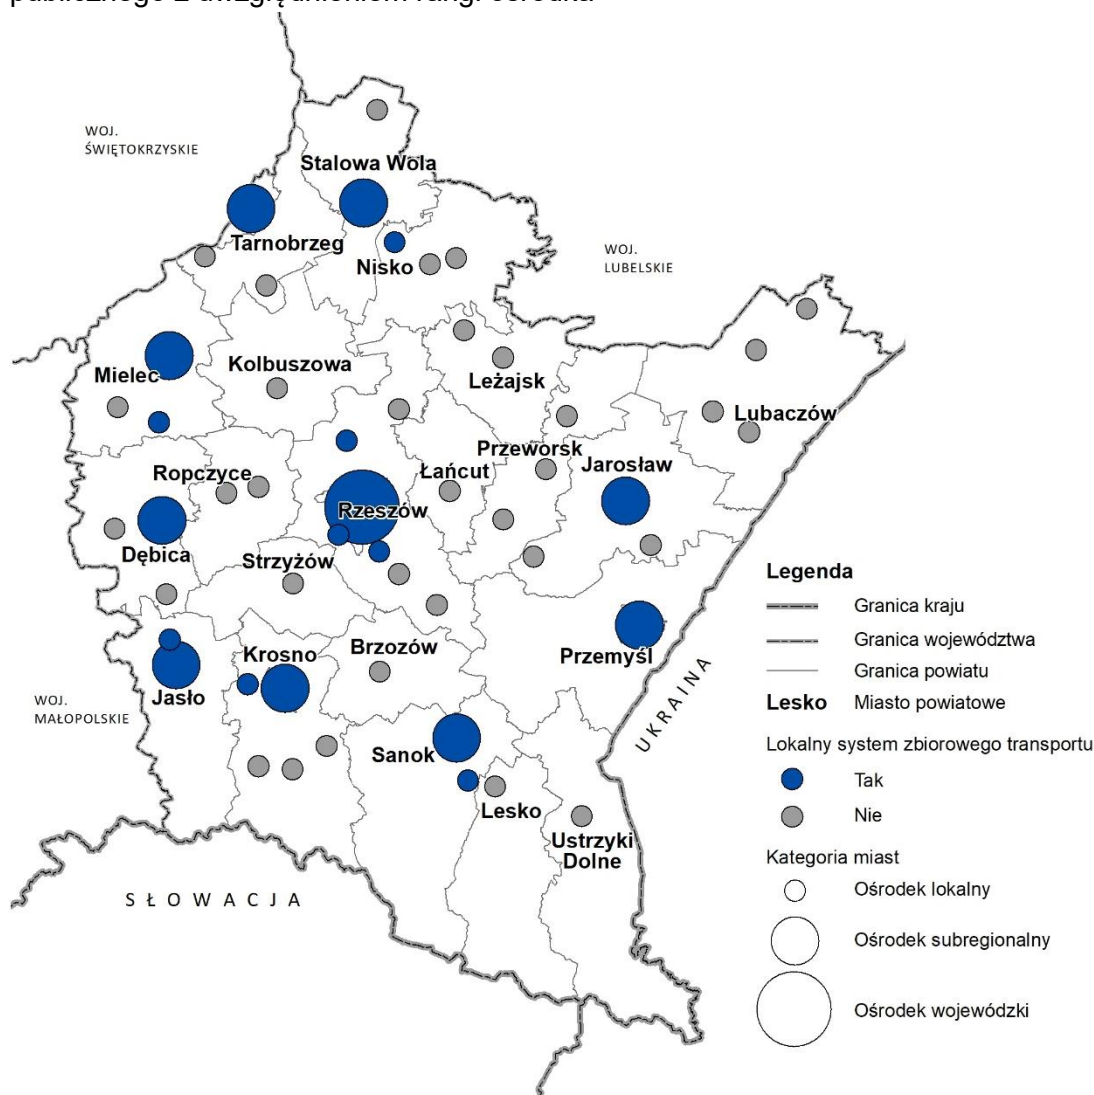 publicznego z uwzględnieniem rangi ośrodka
WOJ.
ŚWIĘTOKRZYSKIE
Stalowa Wola
Tarnobrzeg
Nisko
WOJ.
LUBELSKIE
Mielec
Kolbuszowa
Leżajsk
Lubaczów
Ropczyce
Łańcut
Przeworsk
Jarosław
Rzeszów
Dębica
Strzyżów
Krosno
Brzozów
Przemyśl
Jasło
WOJ.
MAŁOPOLSKIE
Sanok
Lesko
Ustrzyki
Dolne
UKRAINA
SŁOWACJA
Legenda
Granica kraju
Granica województwa
Granica powiatu
Lesko Miasto powiatowe
Lokalny system zbiorowego transportu
Tak
Nie
Kategoria miast
Ośrodek lokalny
Ośrodek subregionalny
Ośrodek wojewódzki